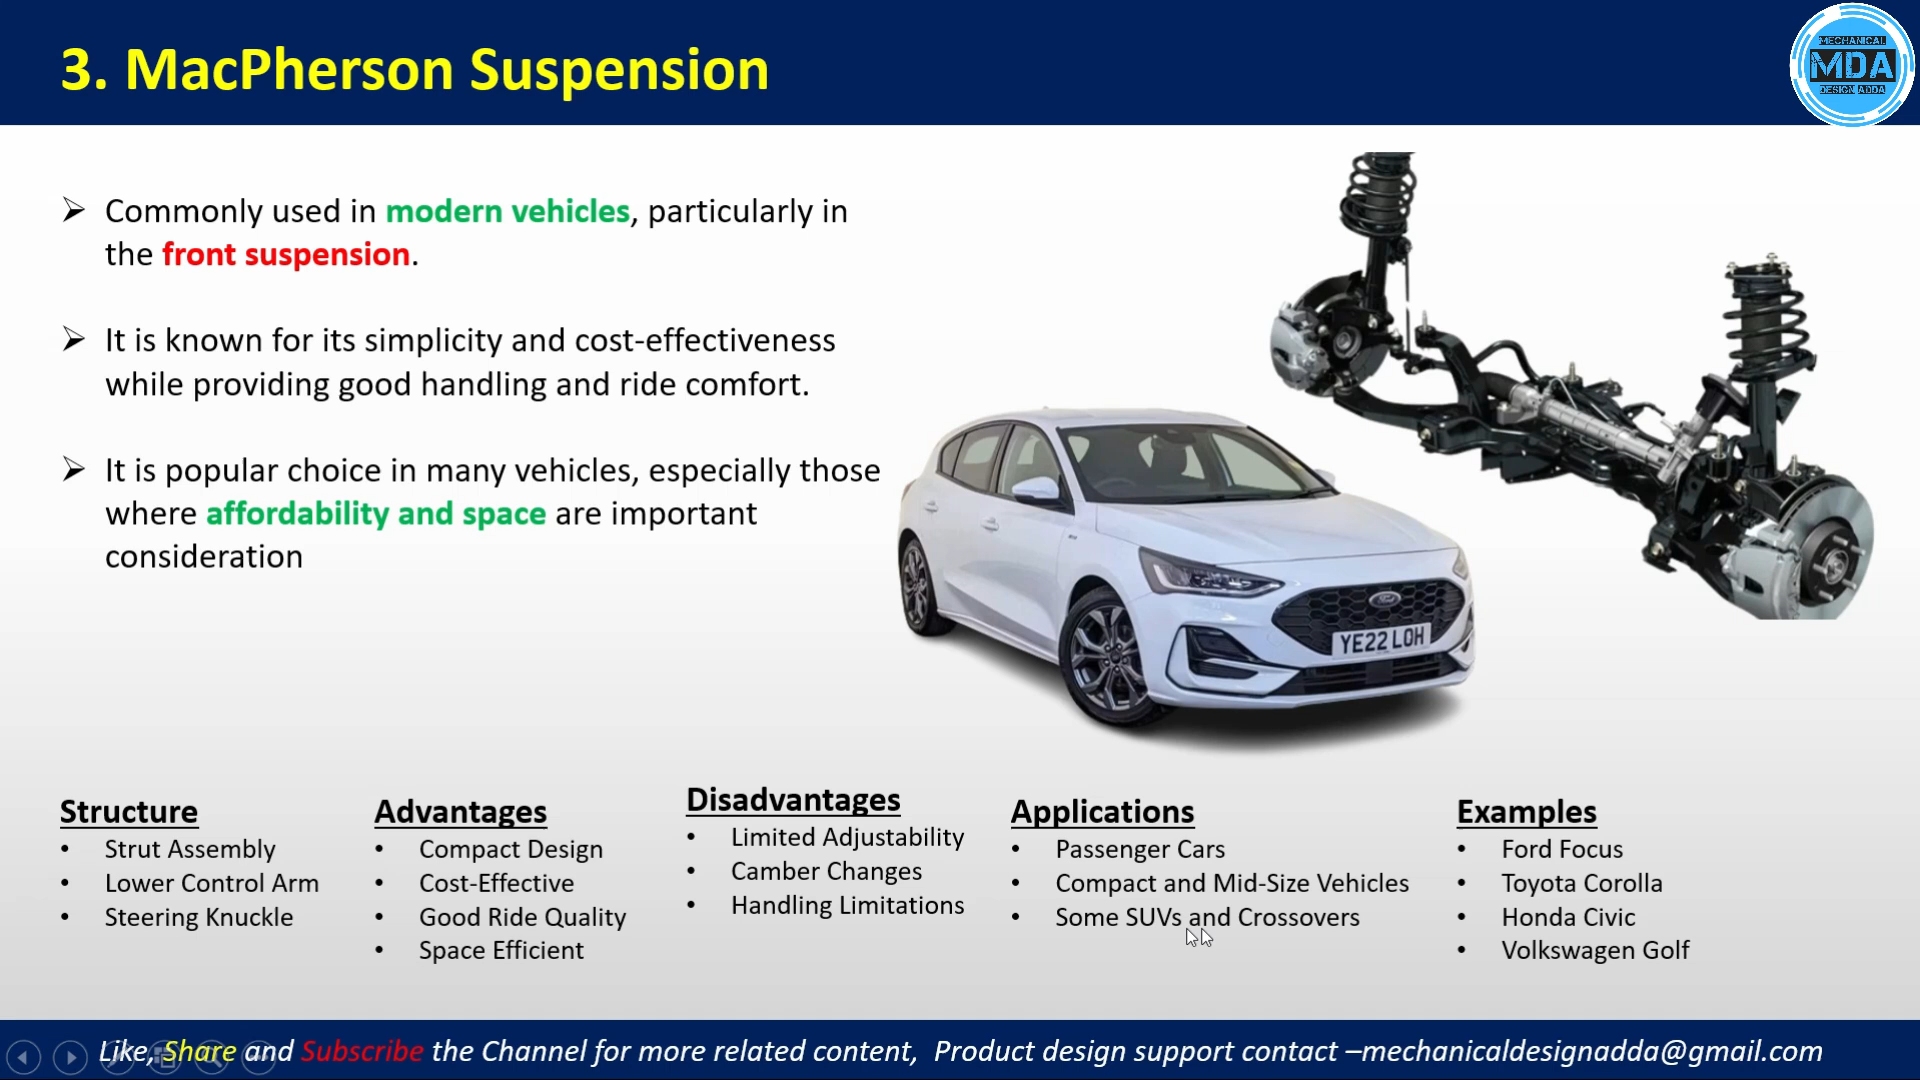 3. MacPherson Suspension
MECHANICAL
MDA
DESIGN ADDA
Commonly used in modern vehicles, particularly in
the front suspension.
It is known for its simplicity and cost-effectiveness
while providing good handling and ride comfort.
It is popular choice in many vehicles, especially those
where affordability and space are important
consideration
Ford
YE22 LOH
Structure
• Strut Assembly
• Lower Control Arm
• Steering Knuckle
Advantages
• Compact Design
• Cost-Effective
• Good Ride Quality
• Space Efficient
Disadvantages
• Limited Adjustability
• Camber Changes
• Handling Limitations
Applications
• Passenger Cars
• Compact and Mid-Size Vehicles
• Some SUVs and Crossovers
Examples
• Ford Focus
• Toyota Corolla
• Honda Civic
• Volkswagen Golf
Like, Share and Subscribe the Channel for more related content, Product design support contact –mechanicaldesignadda@gmail.com